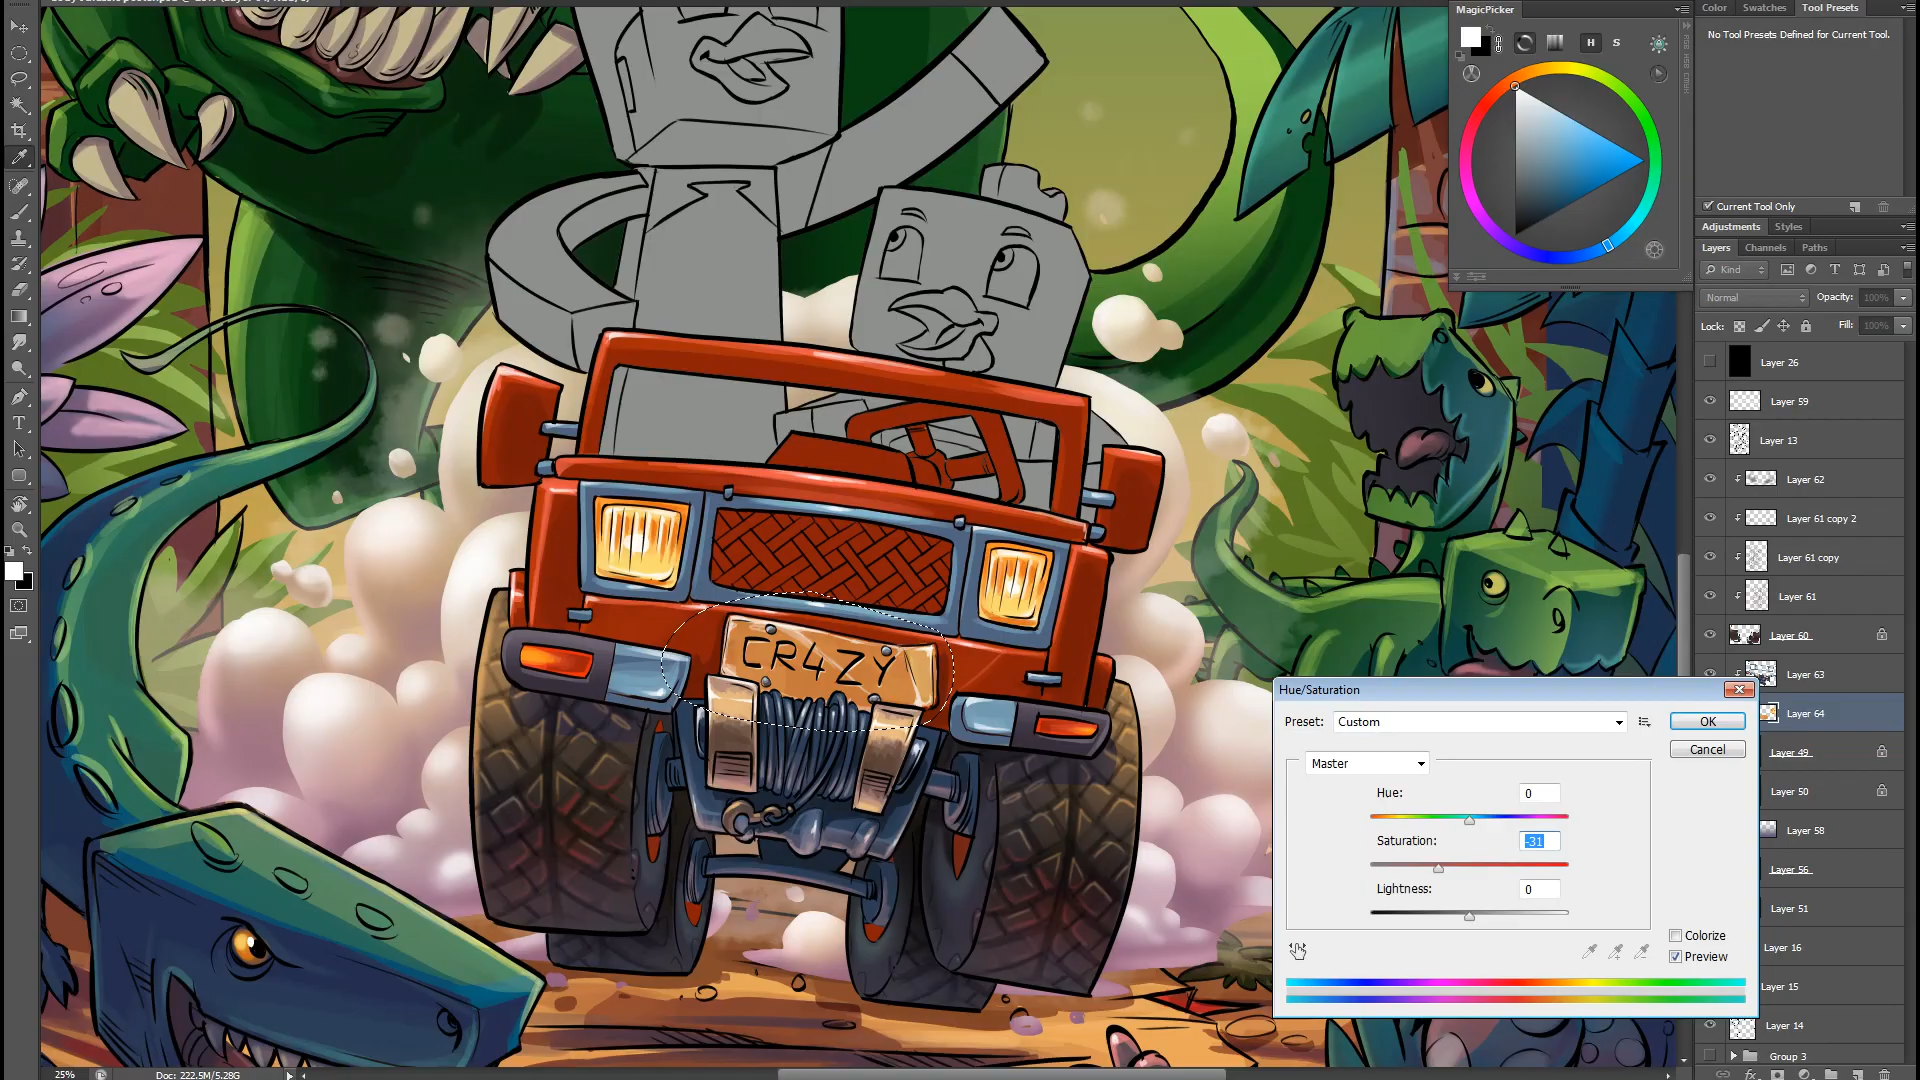 MagicPicker
H
S
Color
Swatches
Tool Presets
No Tool Presets Defined for Current Tool.
Current Tool Only
Adjustments
Styles
Layers
Channels
Paths
Kind
Normal
Opacity:
100%
Lock:
Fill:
100%
Layer 26
Layer 59
Layer 13
Layer 62
Layer 61 copy 2
Layer 61 copy
Layer 61
Layer 60
Layer 63
Layer 64
Layer 49
Layer 50
Layer 58
Layer 56
Layer 51
Layer 16
Layer 15
Layer 14
Group 3
CR4ZY
Hue/Saturation
Preset:
Custom
OK
Cancel
Master
Hue:
0
Saturation:
-31
Lightness:
0
Colorize
Preview
25%
Doc: 222.5M/5.28G